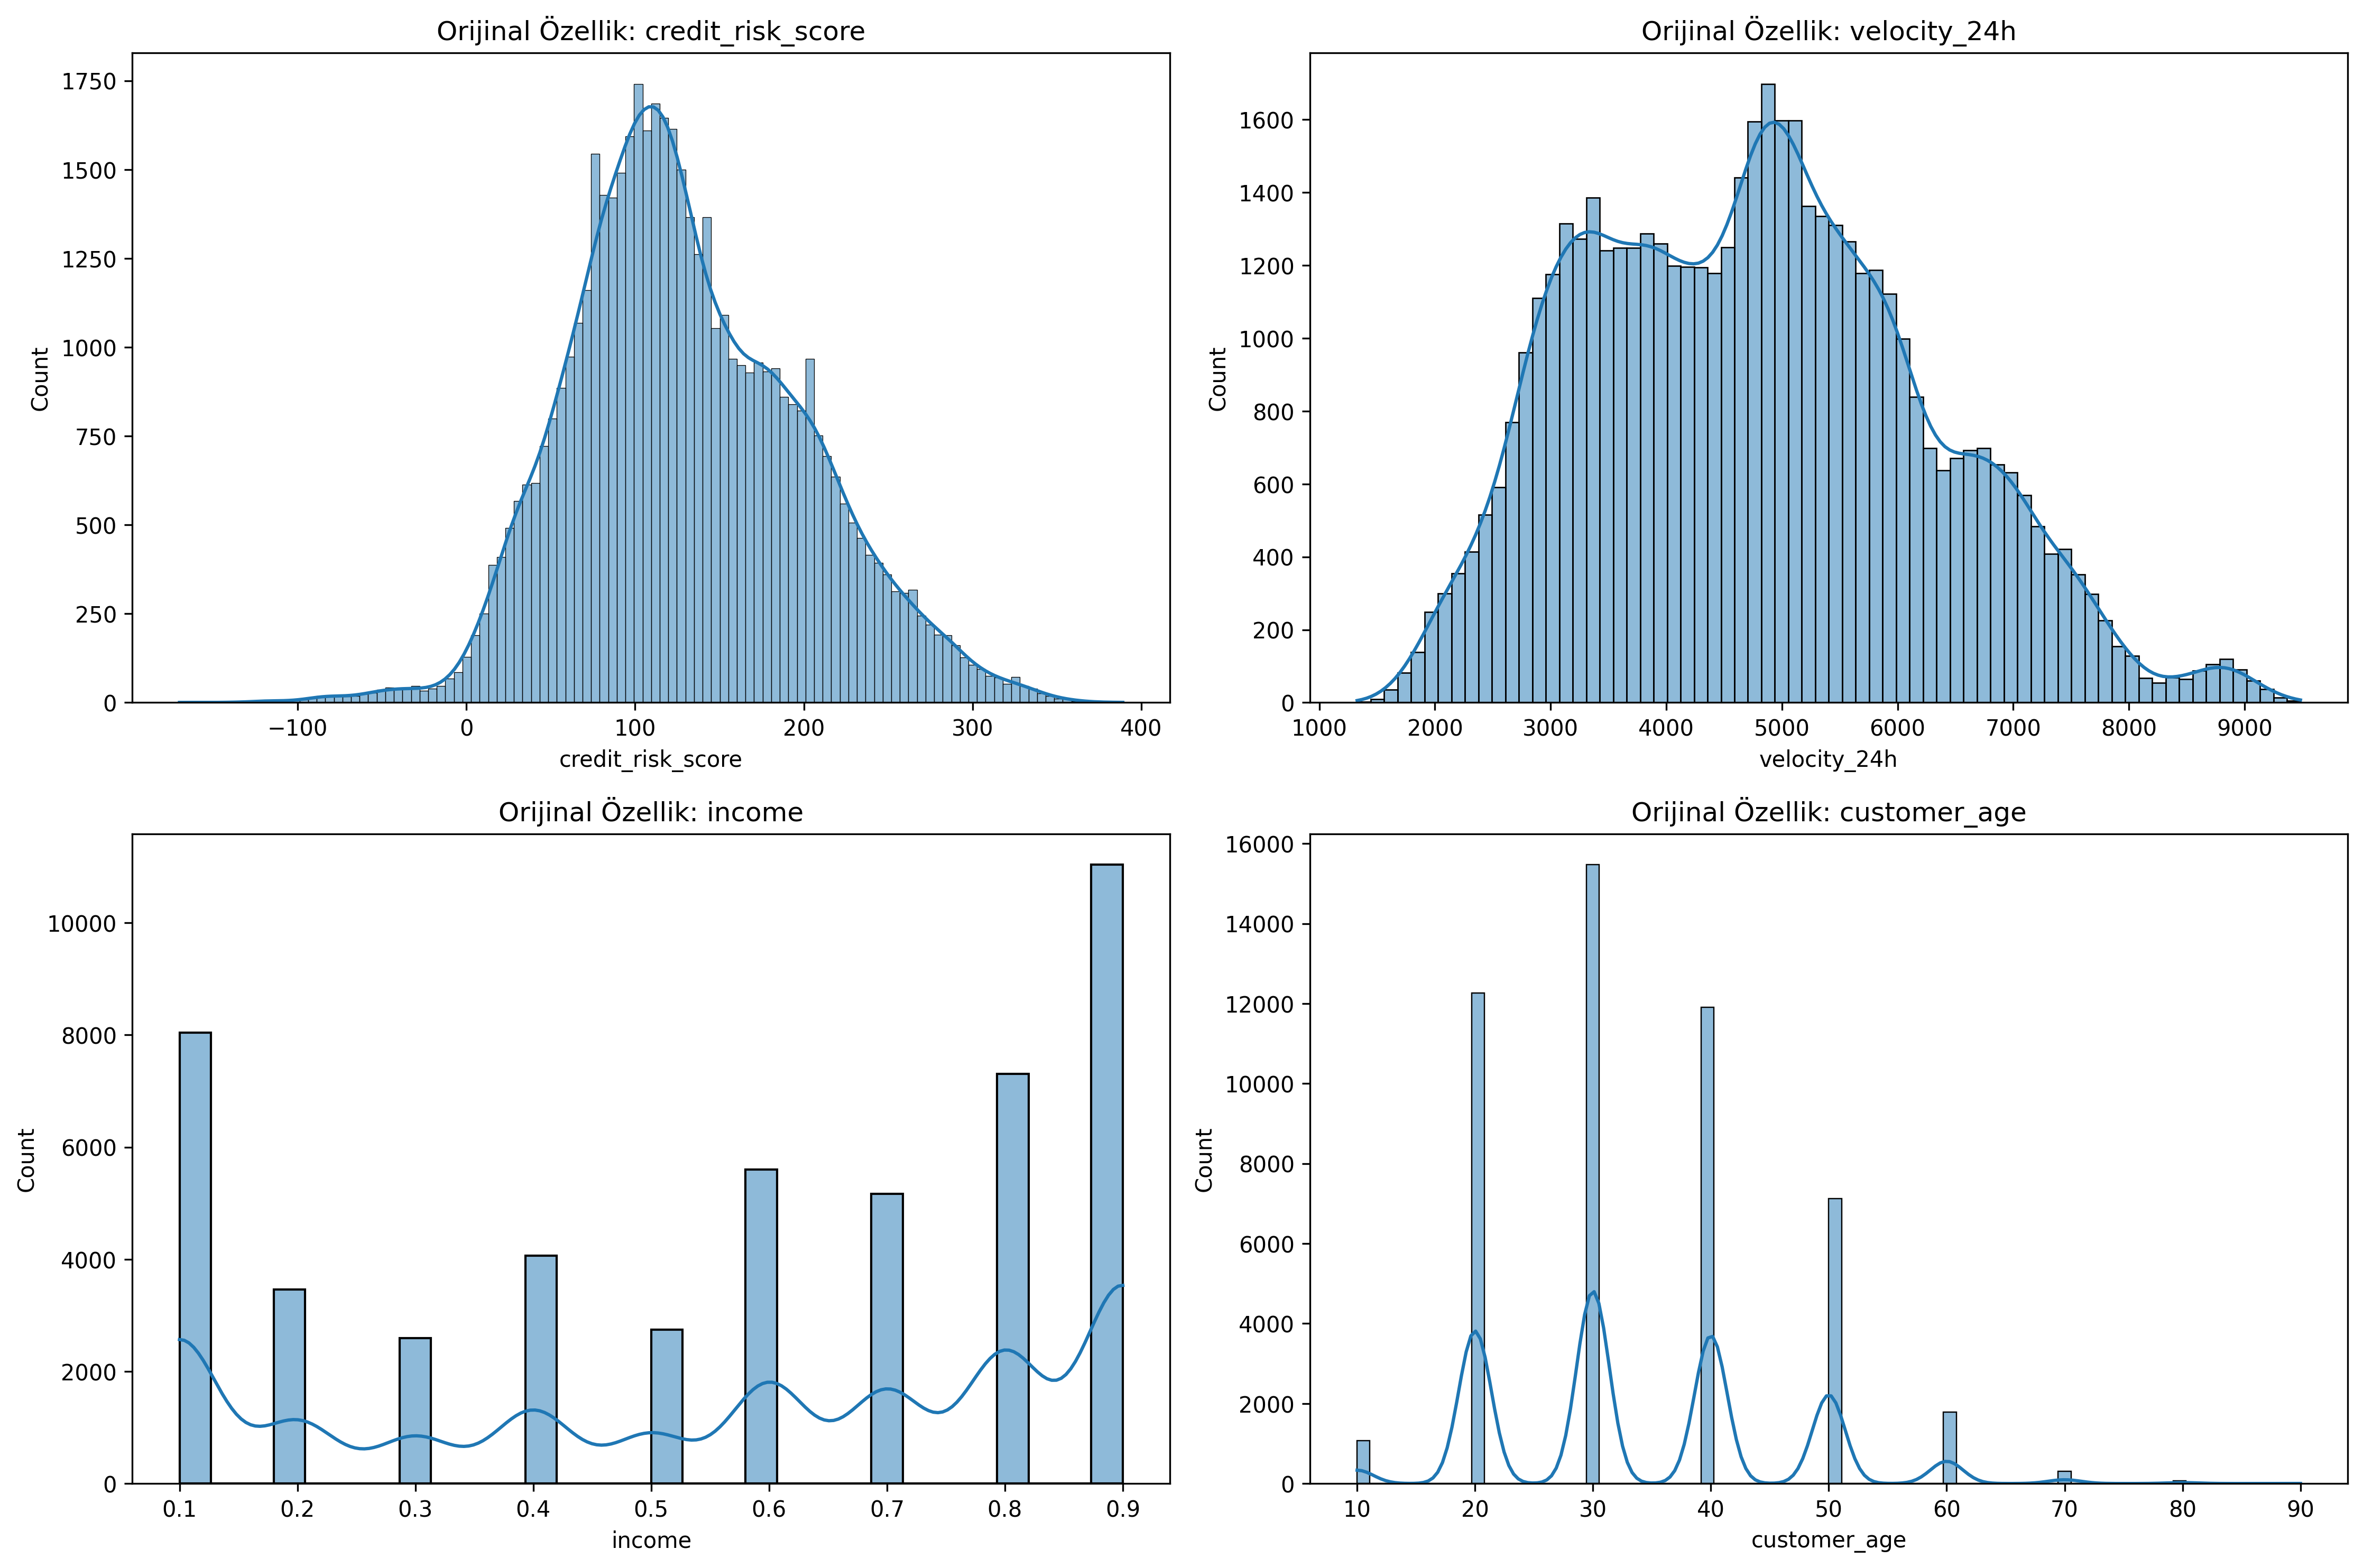 Orijinal Özellik: credit_risk_score
1750
1500
1250
1000
750
500
250
0
Count
−100 0 100 200 300 400
credit_risk_score
Orijinal Özellik: velocity_24h
1600
1400
1200
1000
800
600
400
200
0
Count
1000 2000 3000 4000 5000 6000 7000 8000 9000
velocity_24h
Orijinal Özellik: income
10000
8000
6000
4000
2000
0
Count
0.1 0.2 0.3 0.4 0.5 0.6 0.7 0.8 0.9
income
Orijinal Özellik: customer_age
16000
14000
12000
10000
8000
6000
4000
2000
0
Count
10 20 30 40 50 60 70 80 90
customer_age